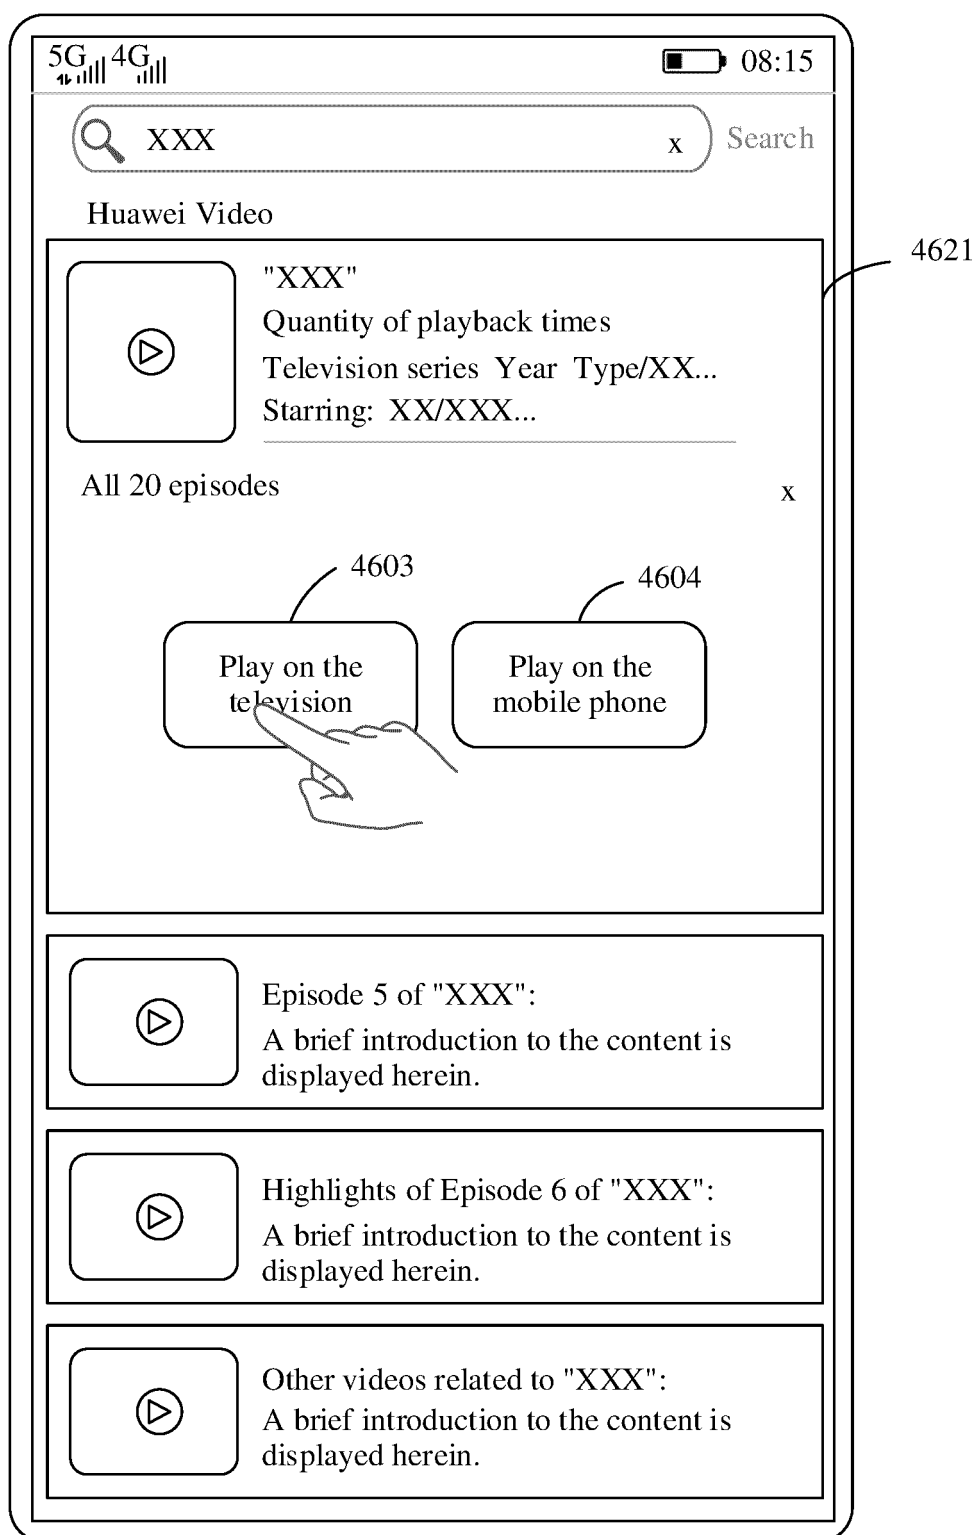 5G 4G 08:15
XXX x Search
Huawei Video
4621
"XXX"
Quantity of playback times
Television series Year Type/XX...
Starring: XX/XXX...
All 20 episodes x
4603
4604
Play on the
television
Play on the
mobile phone
Episode 5 of "XXX":
A brief introduction to the content is
displayed herein.
Highlights of Episode 6 of "XXX":
A brief introduction to the content is
displayed herein.
Other videos related to "XXX":
A brief introduction to the content is
displayed herein.